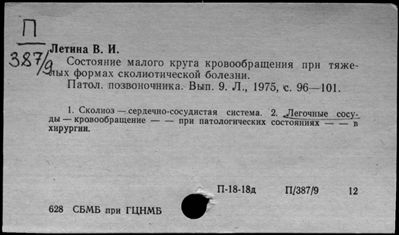 П
387/9
Летина В. И.
Состояние малого круга кровообращения при тяже-
лых формах сколиотической болезни.
Патол. позвоночника. Вып. 9. Л., 1975, с. 96—101.
1. Сколиоз — сердечно-сосудистая система. 2. Легочные сосу-
ды — кровообращение — — при патологических состояниях — — в
хирургии.
П-18-18д П/387/9 12
628 СБМБ при ГЦНМБ